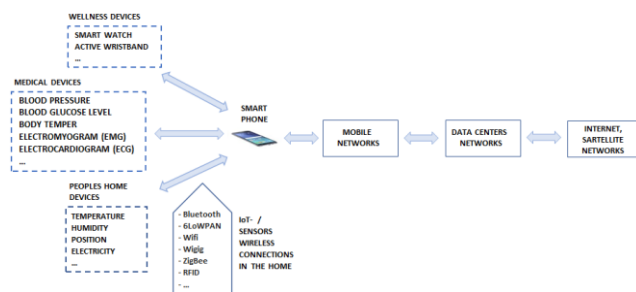 WELLNESS DEVICES
SMART WATCH
ACTIVE WRISTBAND
...
MEDICAL DEVICES
BLOOD PRESSURE
BLOOD GLUCOSE LEVEL
BODY TEMPER
ELECTROMYOGRAM (EMG)
ELECTROCARDIOGRAM (ECG)
...
PEOPLES HOME
DEVICES
TEMPERATURE
HUMIDITY
POSITION
ELECTRICITY
...
SMART
PHONE
- Bluetooth
- 6LoWPAN
- Wifi
- Wigig
- ZigBee
- RFID
- ...
IoT- /
SENSORS
WIRELESS
CONNECTIONS
IN THE HOME
MOBILE
NETWORKS
DATA CENTERS
NETWORKS
INTERNET,
SARTELLITE
NETWORKS